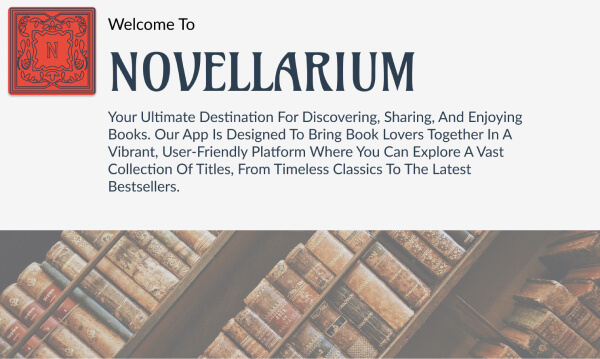 Welcome To
N
NOVELLARIUM
Your Ultimate Destination For Discovering, Sharing, And Enjoying
Books. Our App Is Designed To Bring Book Lovers Together In A
Vibrant, User-Friendly Platform Where You Can Explore A Vast
Collection Of Titles, From Timeless Classics To The Latest
Bestsellers.